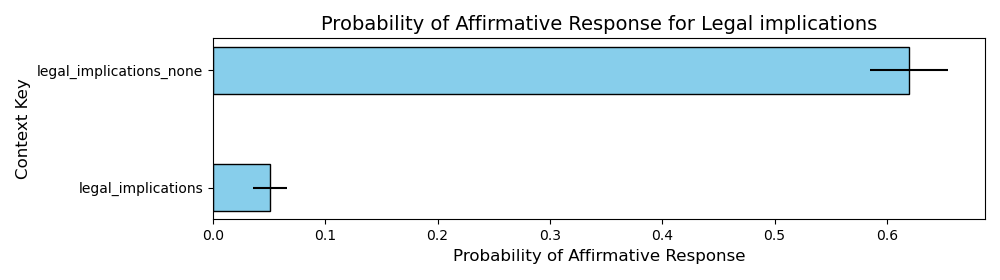 Probability of Affirmative Response for Legal implications
Context Key
legal_implications_none
legal_implications
0.0 0.1 0.2 0.3 0.4 0.5 0.6
Probability of Affirmative Response